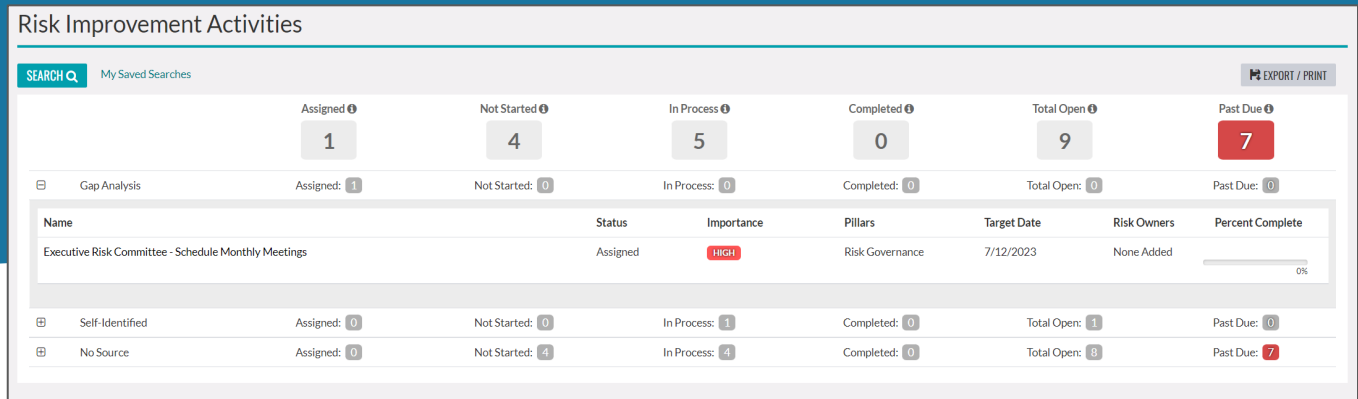 Risk Improvement Activities
SEARCH My Saved Searches EXPORT / PRINT
Assigned Not Started In Process Completed Total Open Past Due
1 4 5 0 9 7
Gap Analysis Assigned: 1 Not Started: 0 In Process: 0 Completed: 0 Total Open: 0 Past Due: 0
Name Status Importance Pillars Target Date Risk Owners Percent Complete
Executive Risk Committee - Schedule Monthly Meetings Assigned HIGH Risk Governance 7/12/2023 None Added
0%
Self-Identified Assigned: 0 Not Started: 0 In Process: 1 Completed: 0 Total Open: 1 Past Due: 0
No Source Assigned: 0 Not Started: 4 In Process: 4 Completed: 0 Total Open: 8 Past Due: 7